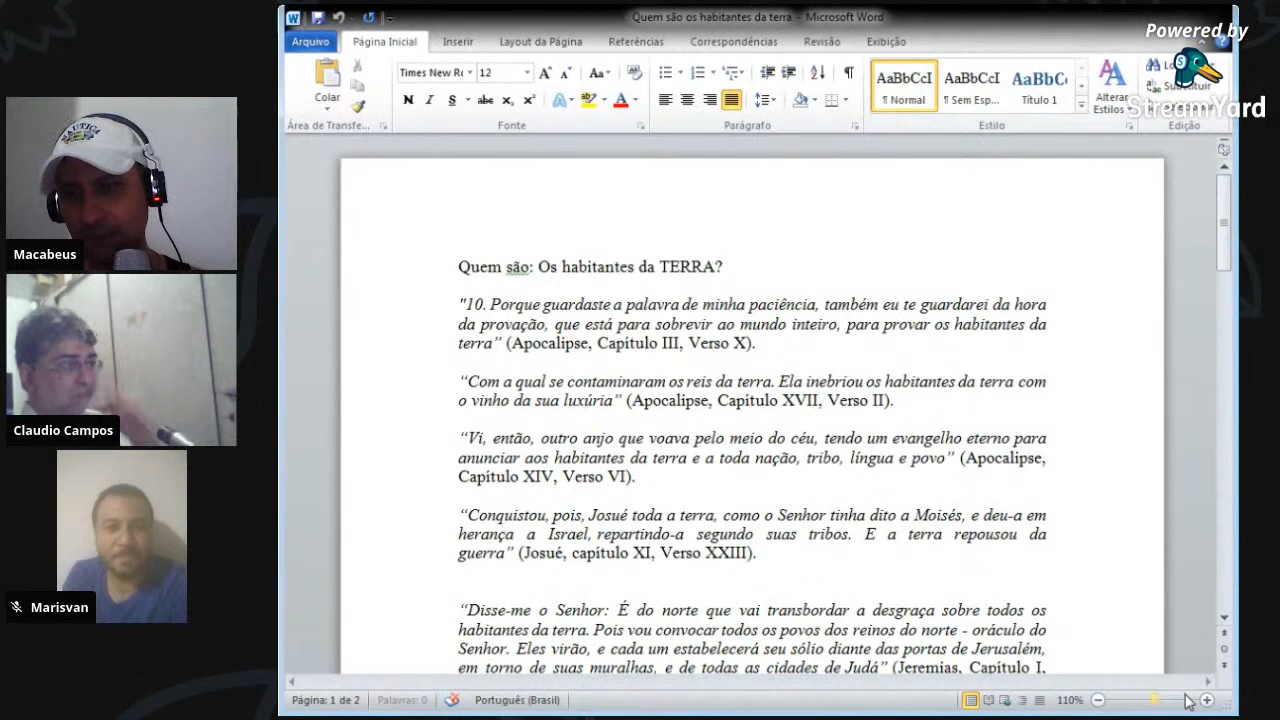 Quem são os habitantes da terra - Microsoft Word
Powered by
StreamYard
Arquivo Página Inicial Inserir Layout da Página Referências Correspondências Revisão Exibição
Colar
Times New Ro 12
N I S abc x₂ x²
AaBbCcI AaBbCcI AaBbC
¶ Normal ¶ Sem Esp... Título 1
Alterar
Estilos
Substituir
Área de Transfe... Fonte Parágrafo Estilo Edição
NAUTICA
Macabeus
Claudio Campos
Marisvan
Quem são: Os habitantes da TERRA?
"10. Porque guardaste a palavra de minha paciência, também eu te guardarei da hora
da provação, que está para sobrevir ao mundo inteiro, para provar os habitantes da
terra” (Apocalipse, Capítulo III, Verso X).
“Com a qual se contaminaram os reis da terra. Ela inebriou os habitantes da terra com
o vinho da sua luxúria” (Apocalipse, Capítulo XVII, Verso II).
“Vi, então, outro anjo que voava pelo meio do céu, tendo um evangelho eterno para
anunciar aos habitantes da terra e a toda nação, tribo, língua e povo” (Apocalipse,
Capítulo XIV, Verso VI).
“Conquistou, pois, Josué toda a terra, como o Senhor tinha dito a Moisés, e deu-a em
herança a Israel, repartindo-a segundo suas tribos. E a terra repousou da
guerra” (Josué, capítulo XI, Verso XXIII).
“Disse-me o Senhor: É do norte que vai transbordar a desgraça sobre todos os
habitantes da terra. Pois vou convocar todos os povos dos reinos do norte - oráculo do
Senhor. Eles virão, e cada um estabelecerá seu sólio diante das portas de Jerusalém,
em torno de suas muralhas, e de todas as cidades de Judá” (Jeremias, Capítulo I,
Página: 1 de 2 Palavras: 0 Português (Brasil) 110%